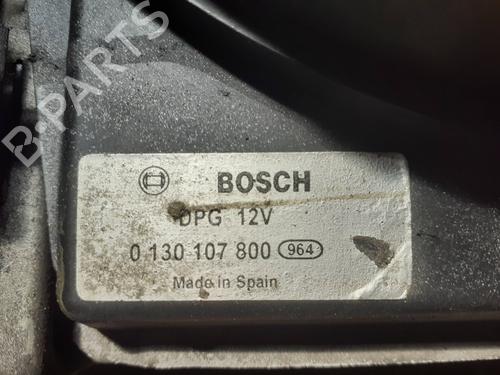 B-PARTS
BOSCH
DPG 12V
0 130 107 800 964
Made in Spain